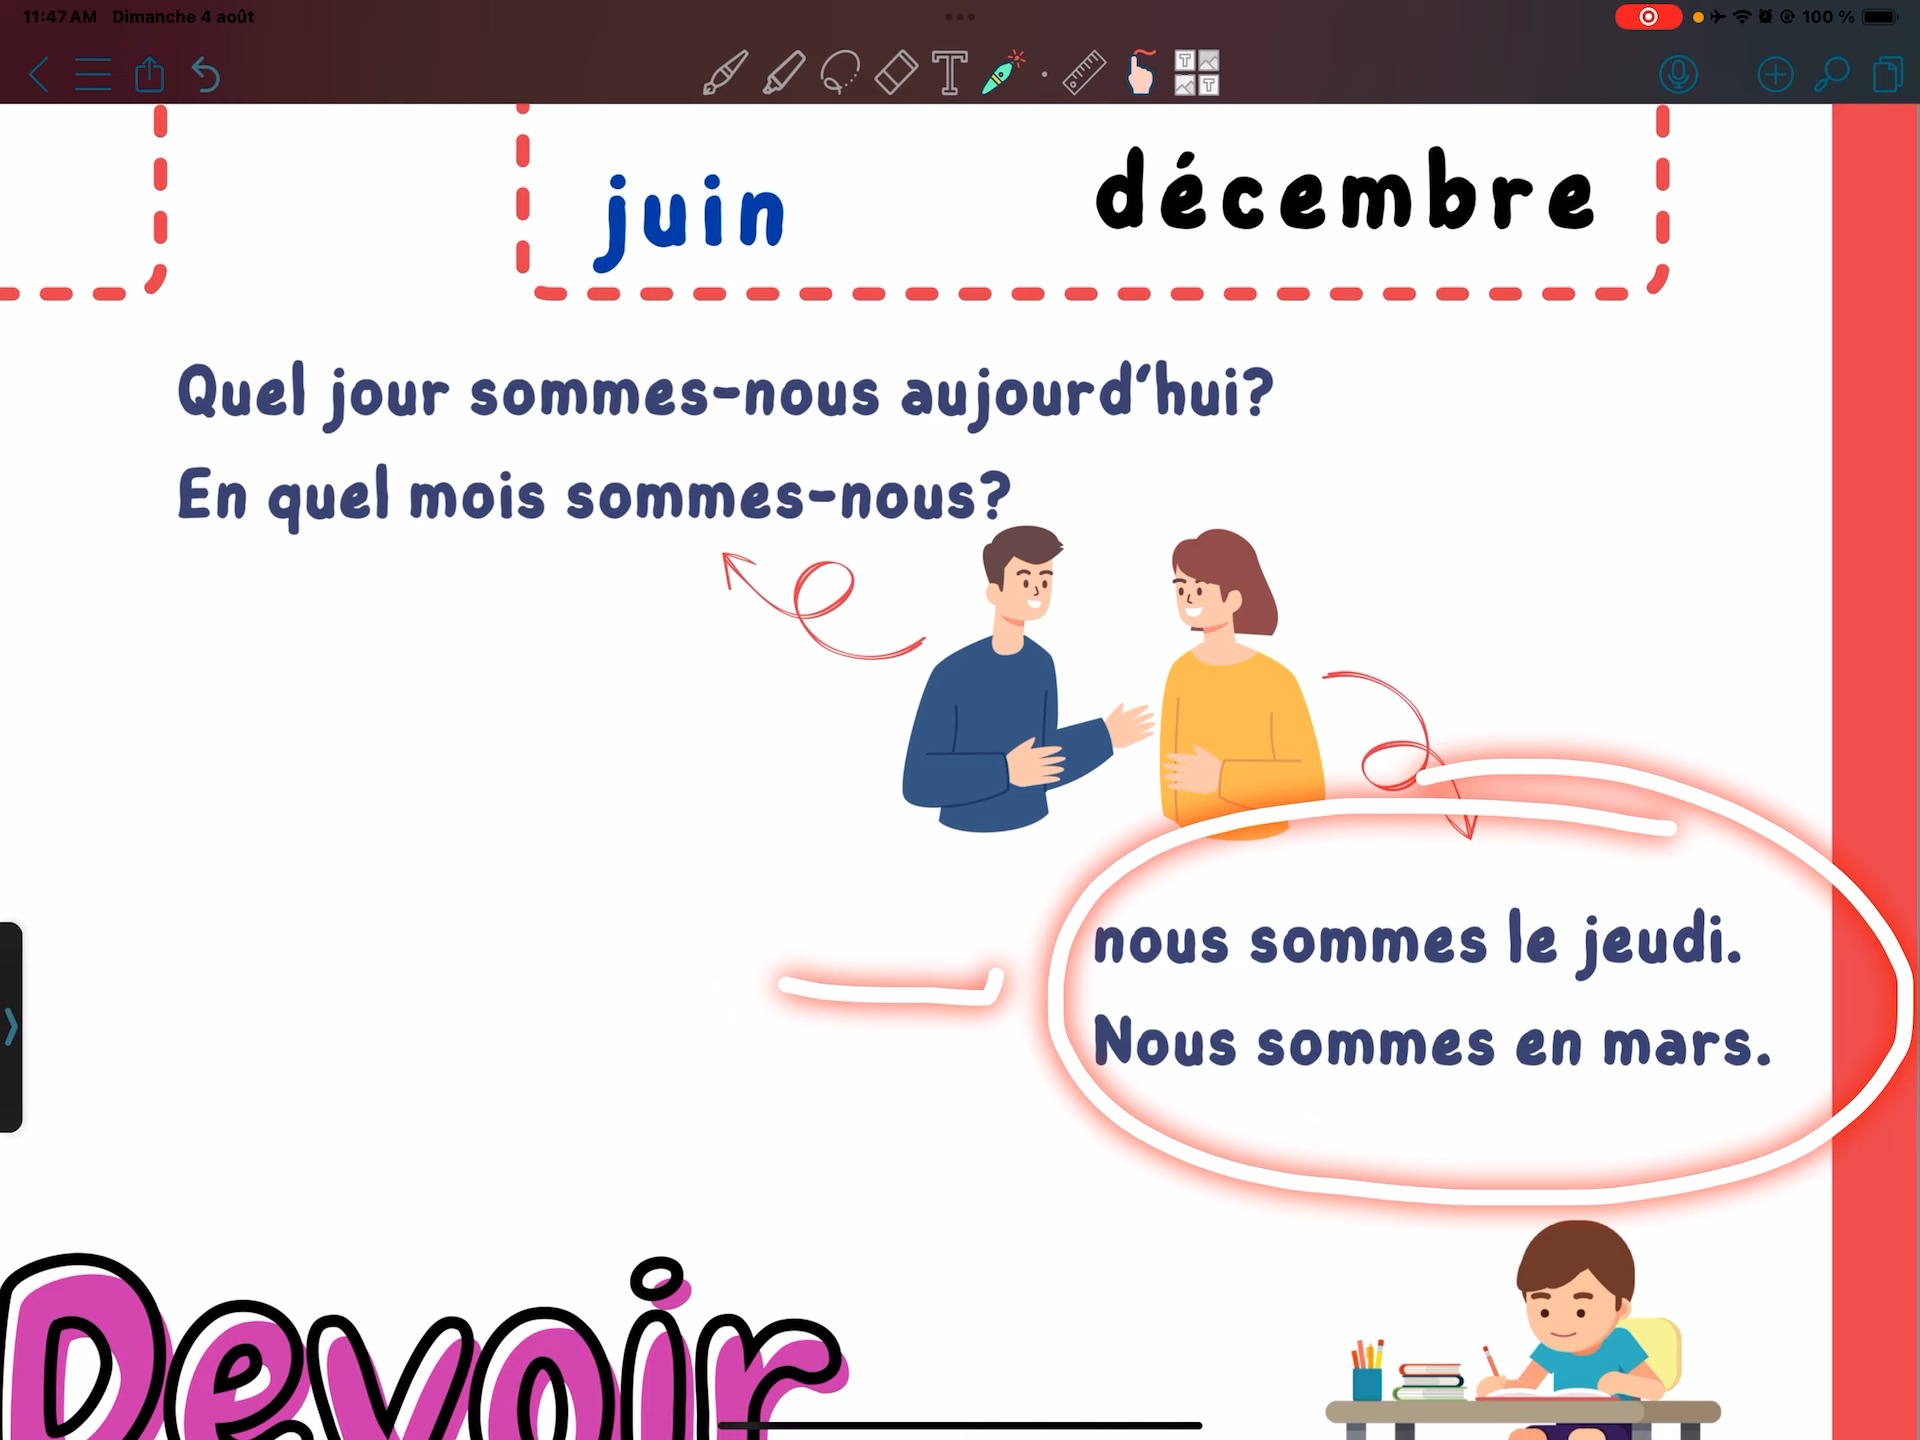 11:47 AM Dimanche 4 août
100 %
juin
décembre
Quel jour sommes-nous aujourd'hui?
En quel mois sommes-nous?
nous sommes le jeudi.
Nous sommes en mars.
Devoir